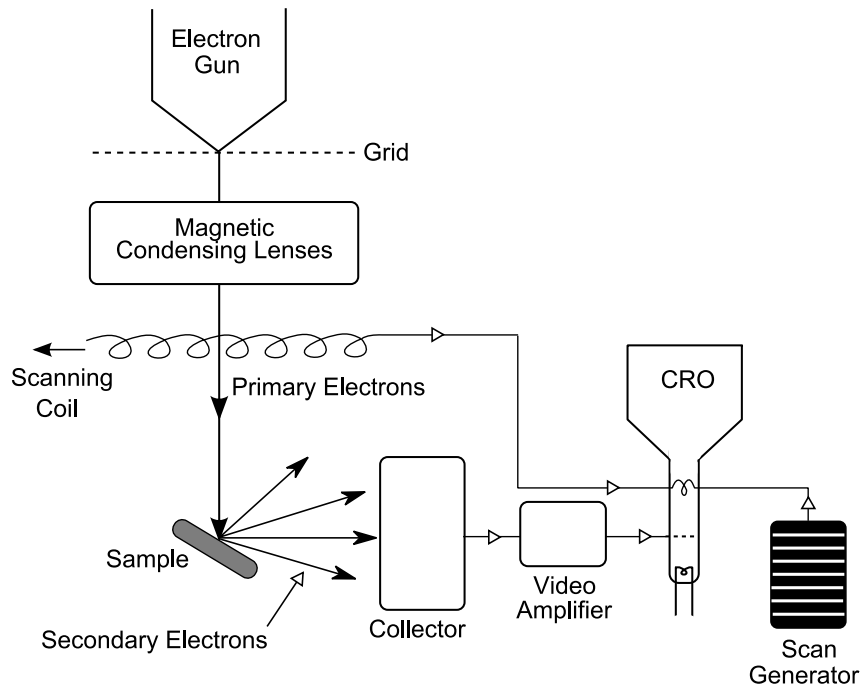 Electron
Gun
Grid
Magnetic
Condensing Lenses
Scanning
Coil
Primary Electrons
CRO
Sample
Secondary Electrons
Collector
Video
Amplifier
Scan
Generator